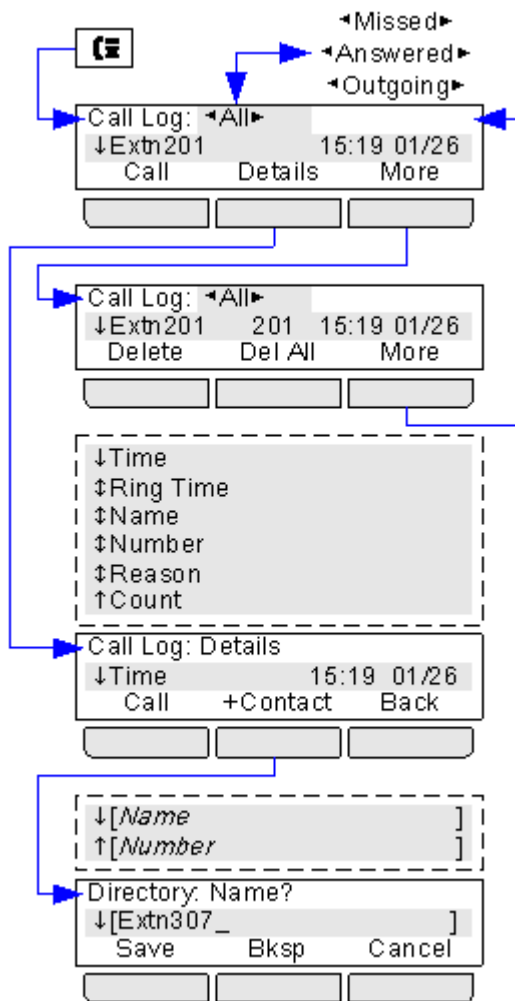 ◂Missed▸
◂Answered▸
◂Outgoing▸
Call Log: ◂All▸
↓Extn201 15:19 01/26
Call Details More
Call Log: ◂All▸
↓Extn201 201 15:19 01/26
Delete Del All More
↓Time
↕Ring Time
↕Name
↕Number
↕Reason
↑Count
Call Log: Details
↓Time 15:19 01/26
Call +Contact Back
↓[Name ]
↑[Number ]
Directory: Name?
↓[Extn307_ ]
Save Bksp Cancel